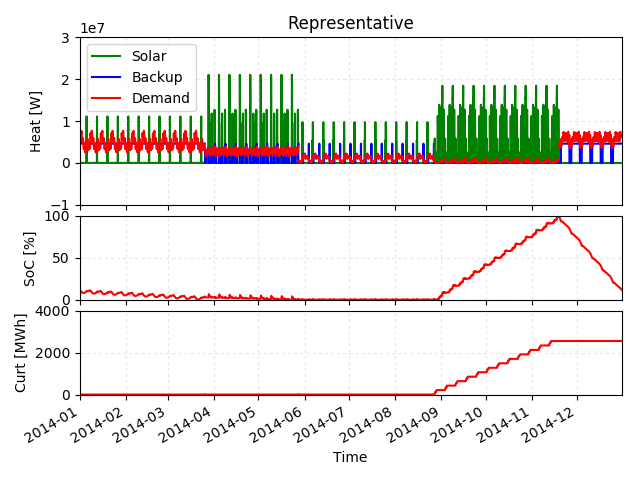 Representative
1e7
3
2
1
0
−1
Heat [W]
Solar
Backup
Demand
100
50
0
SoC [%]
4000
2000
0
Curt [MWh]
2014-01
2014-02
2014-03
2014-04
2014-05
2014-06
2014-07
2014-08
2014-09
2014-10
2014-11
2014-12
Time